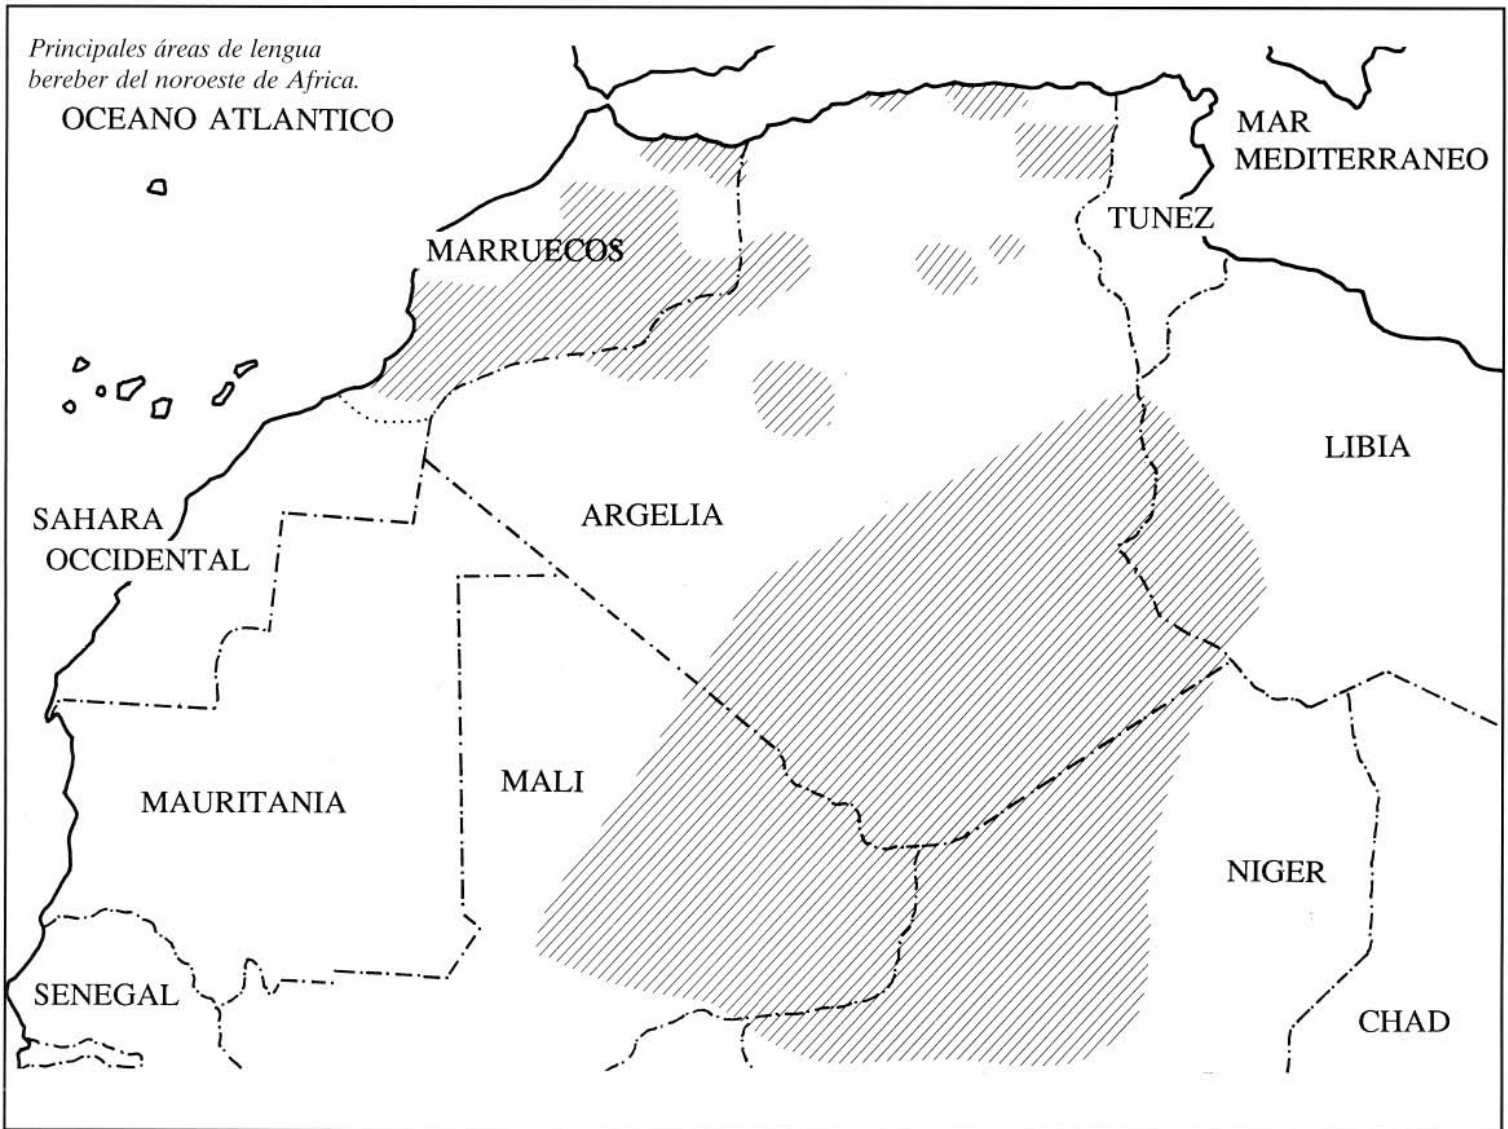 Principales áreas de lengua
bereber del noroeste de Africa.
OCEANO ATLANTICO
MAR
MEDITERRANEO
TUNEZ
MARRUECOS
LIBIA
ARGELIA
SAHARA
OCCIDENTAL
MALI
MAURITANIA
NIGER
SENEGAL
CHAD